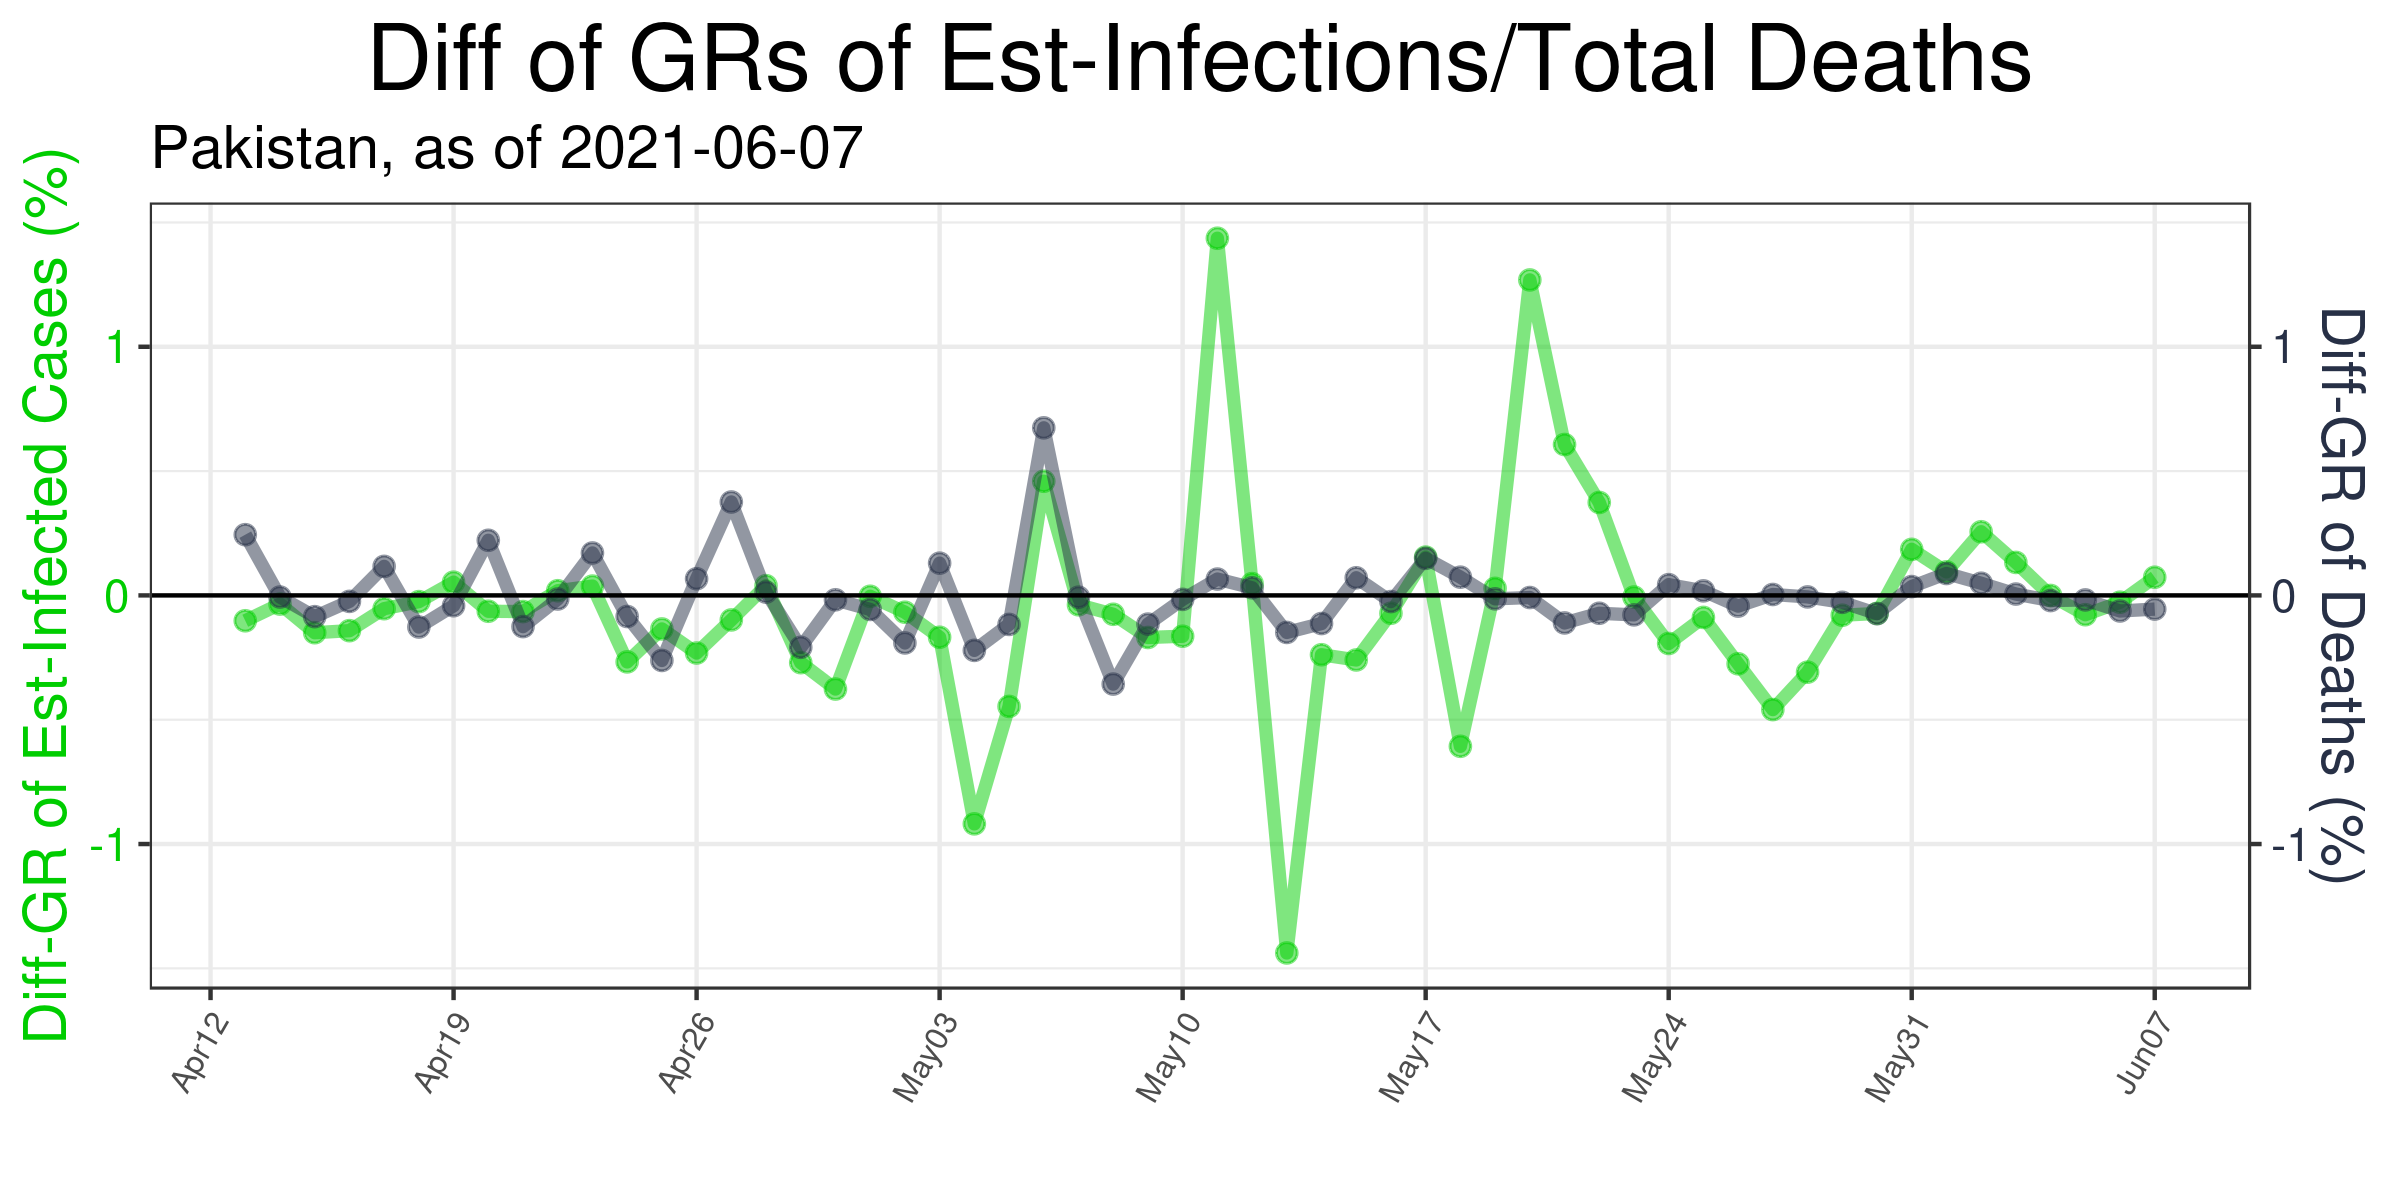 Diff of GRs of Est-Infections/Total Deaths
Pakistan, as of 2021-06-07
Diff-GR of Est-Infected Cases (%)
1
0
-1
1
0
-1
Diff-GR of Deaths (%)
Apr12
Apr19
Apr26
May03
May10
May17
May24
May31
Jun07